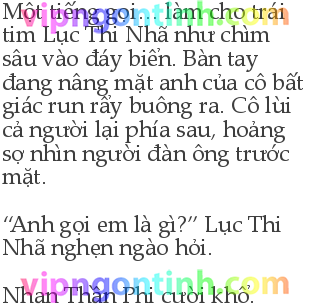 Một tiếng gọi... làm cho trái
tim Lục Thi Nhã như chìm
sâu vào đáy biển. Bàn tay
đang nâng mặt anh của cô bất
giác run rẩy buông ra. Cô lùi
cả người lại phía sau, hoảng
sợ nhìn người đàn ông trước
mặt.
“Anh gọi em là gì?” Lục Thi
Nhã nghẹn ngào hỏi.
Nhan Thần Phi cười khổ.
vipngontinh.com
vipngontinh.com